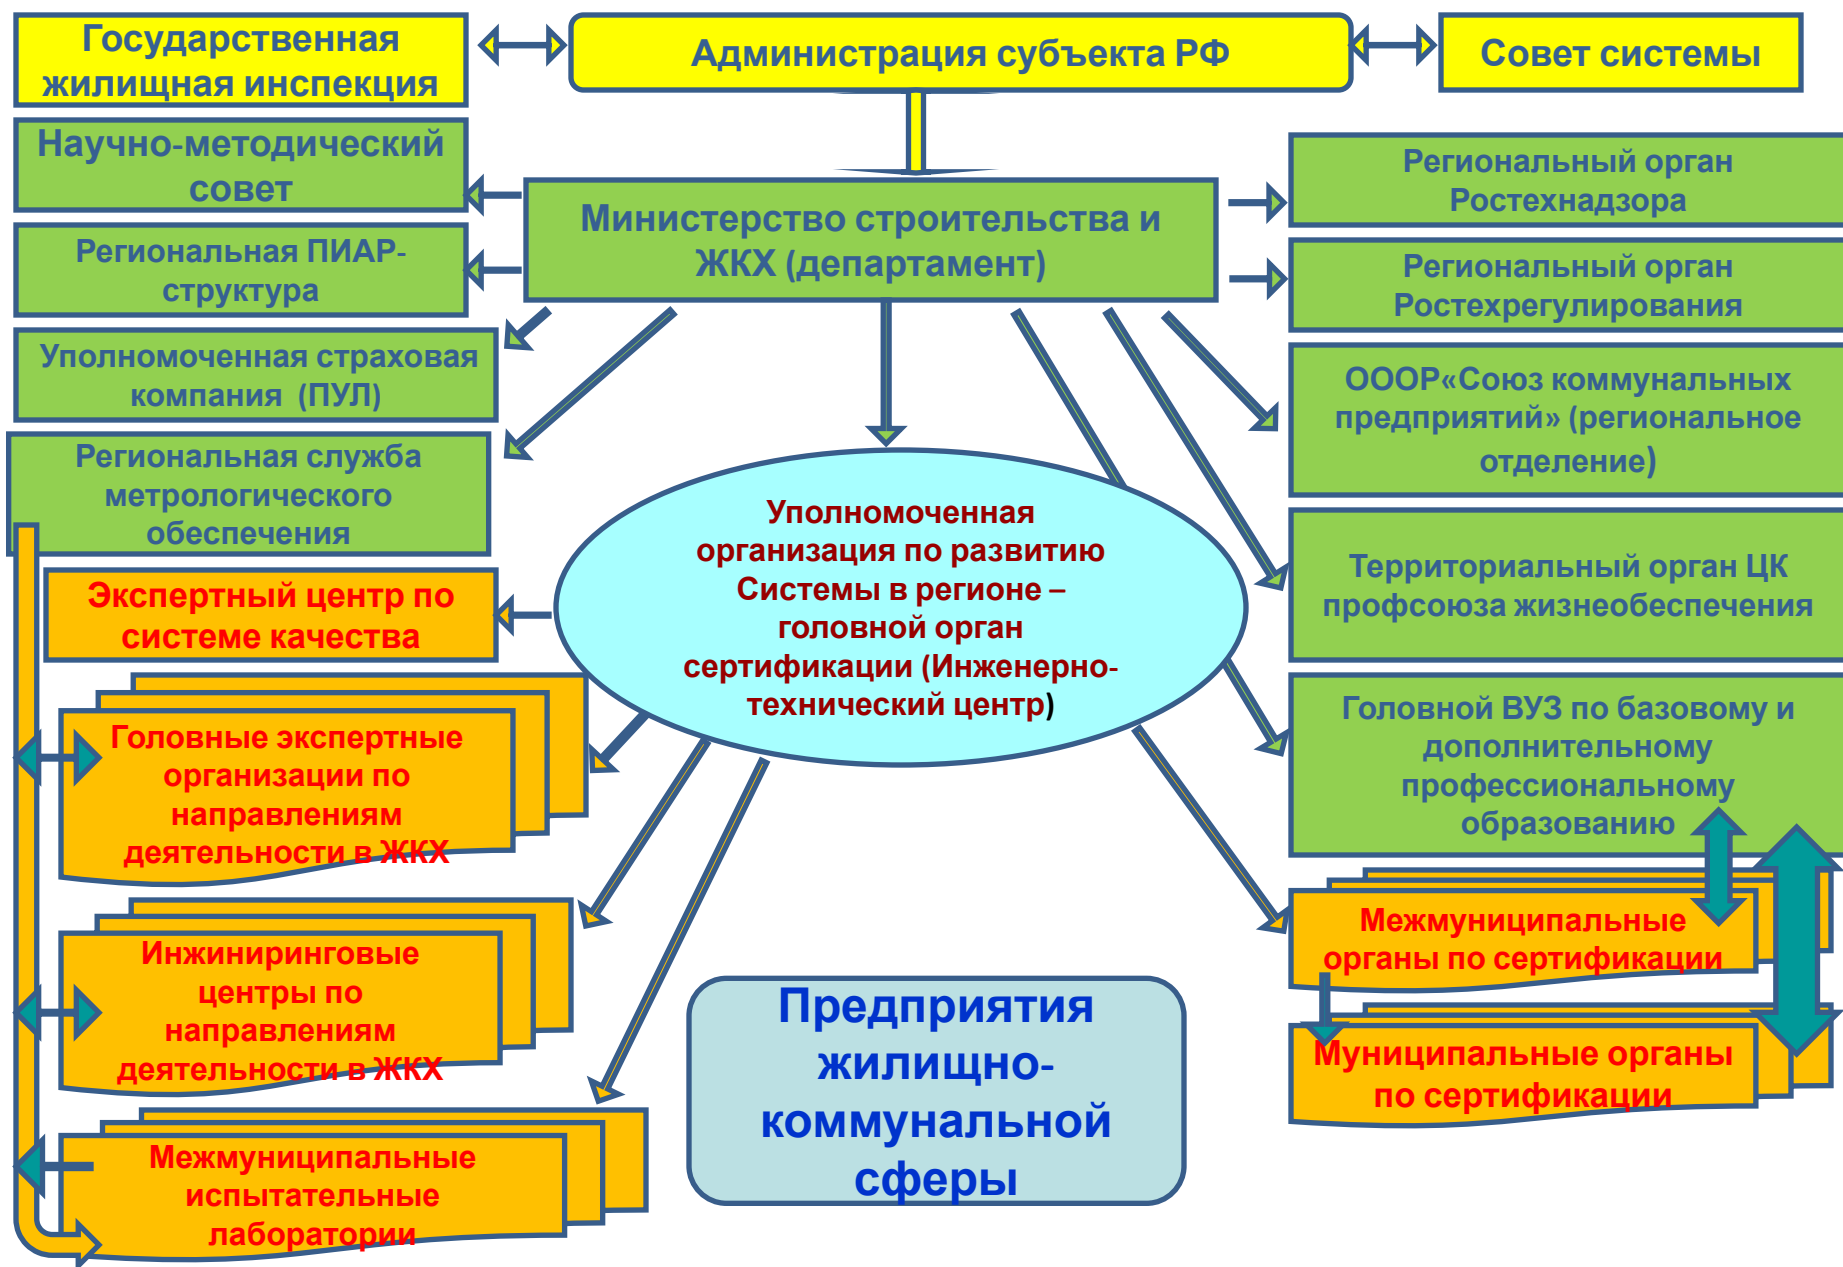 Государственная
жилищная инспекция
Администрация субъекта РФ
Совет системы
Научно-методический
совет
Региональная ПИАР-
структура
Уполномоченная страховая
компания (ПУЛ)
Региональная служба
метрологического
обеспечения
Министерство строительства и
ЖКХ (департамент)
Региональный орган
Ростехнадзора
Региональный орган
Ростехрегулирования
ОООР«Союз коммунальных
предприятий» (региональное
отделение)
Территориальный орган ЦК
профсоюза жизнеобеспечения
Головной ВУЗ по базовому и
дополнительному
профессиональному
образованию
Уполномоченная
организация по развитию
Системы в регионе –
головной орган
сертификации (Инженерно-
технический центр)
Экспертный центр по
системе качества
Головные экспертные
организации по
направлениям
деятельности в ЖКХ
Инжиниринговые
центры по
направлениям
деятельности в ЖКХ
Межмуниципальные
испытательные
лаборатории
Предприятия
жилищно-
коммунальной
сферы
Межмуниципальные
органы по сертификации
Муниципальные органы
по сертификации